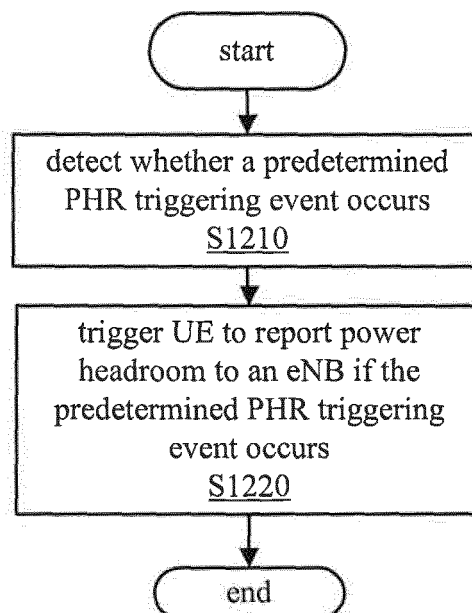 start
detect whether a predetermined
PHR triggering event occurs
S1210
trigger UE to report power
headroom to an eNB if the
predetermined PHR triggering
event occurs
S1220
end